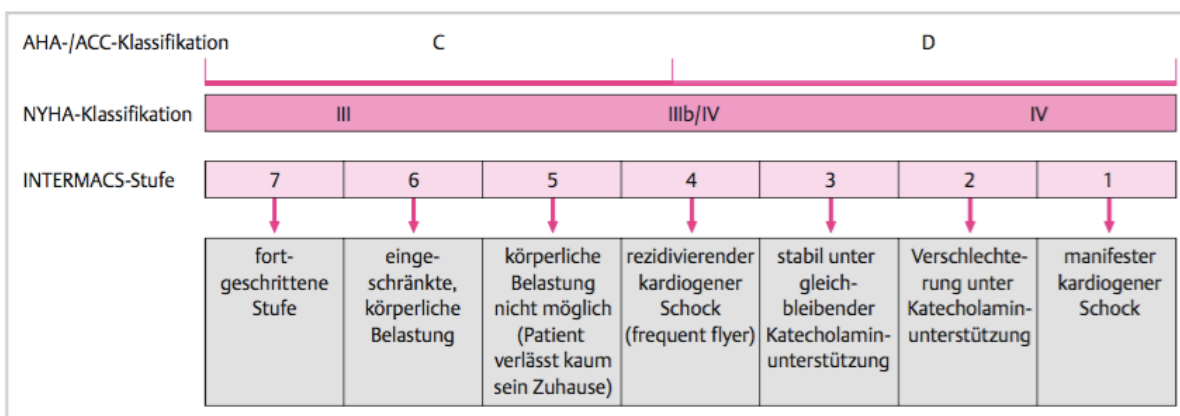 AHA-/ACC-Klassifikation C D
NYHA-Klassifikation III IIIb/IV IV
INTERMACS-Stufe 7 6 5 4 3 2 1
fort-
geschrittene
Stufe
einge-
schränkte,
körperliche
Belastung
körperliche
Belastung
nicht möglich
(Patient
verlässt kaum
sein Zuhause)
rezidivierender
kardiogener
Schock
(frequent flyer)
stabil unter
gleich-
bleibender
Katecholamin-
unterstützung
Verschlechte-
rung unter
Katecholamin-
unterstützung
manifester
kardiogener
Schock